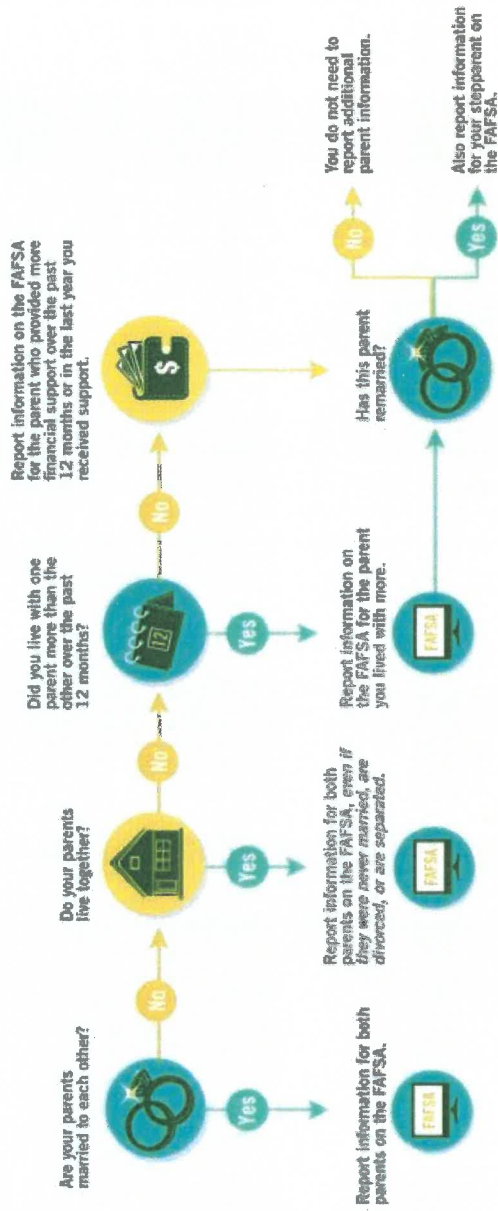 Are your parents
married to each other?
No
Yes
Report information for both
parents on the FAFSA.
FAFSA
Do your parents
live together?
No
Yes
Report information for both
parents on the FAFSA, even if
they were never married, are
divorced, or are separated.
FAFSA
Did you live with one
parent more than the
other over the past
12 months?
12
No
Yes
Report information on
the FAFSA for the parent
you lived with more.
FAFSA
Report information on the FAFSA
for the parent who provided more
financial support over the past
12 months or in the last year you
received support.
$
Has this parent
remarried?
No
You do not need to
report additional
parent information.
Yes
Also report information
for your stepparent on
the FAFSA.